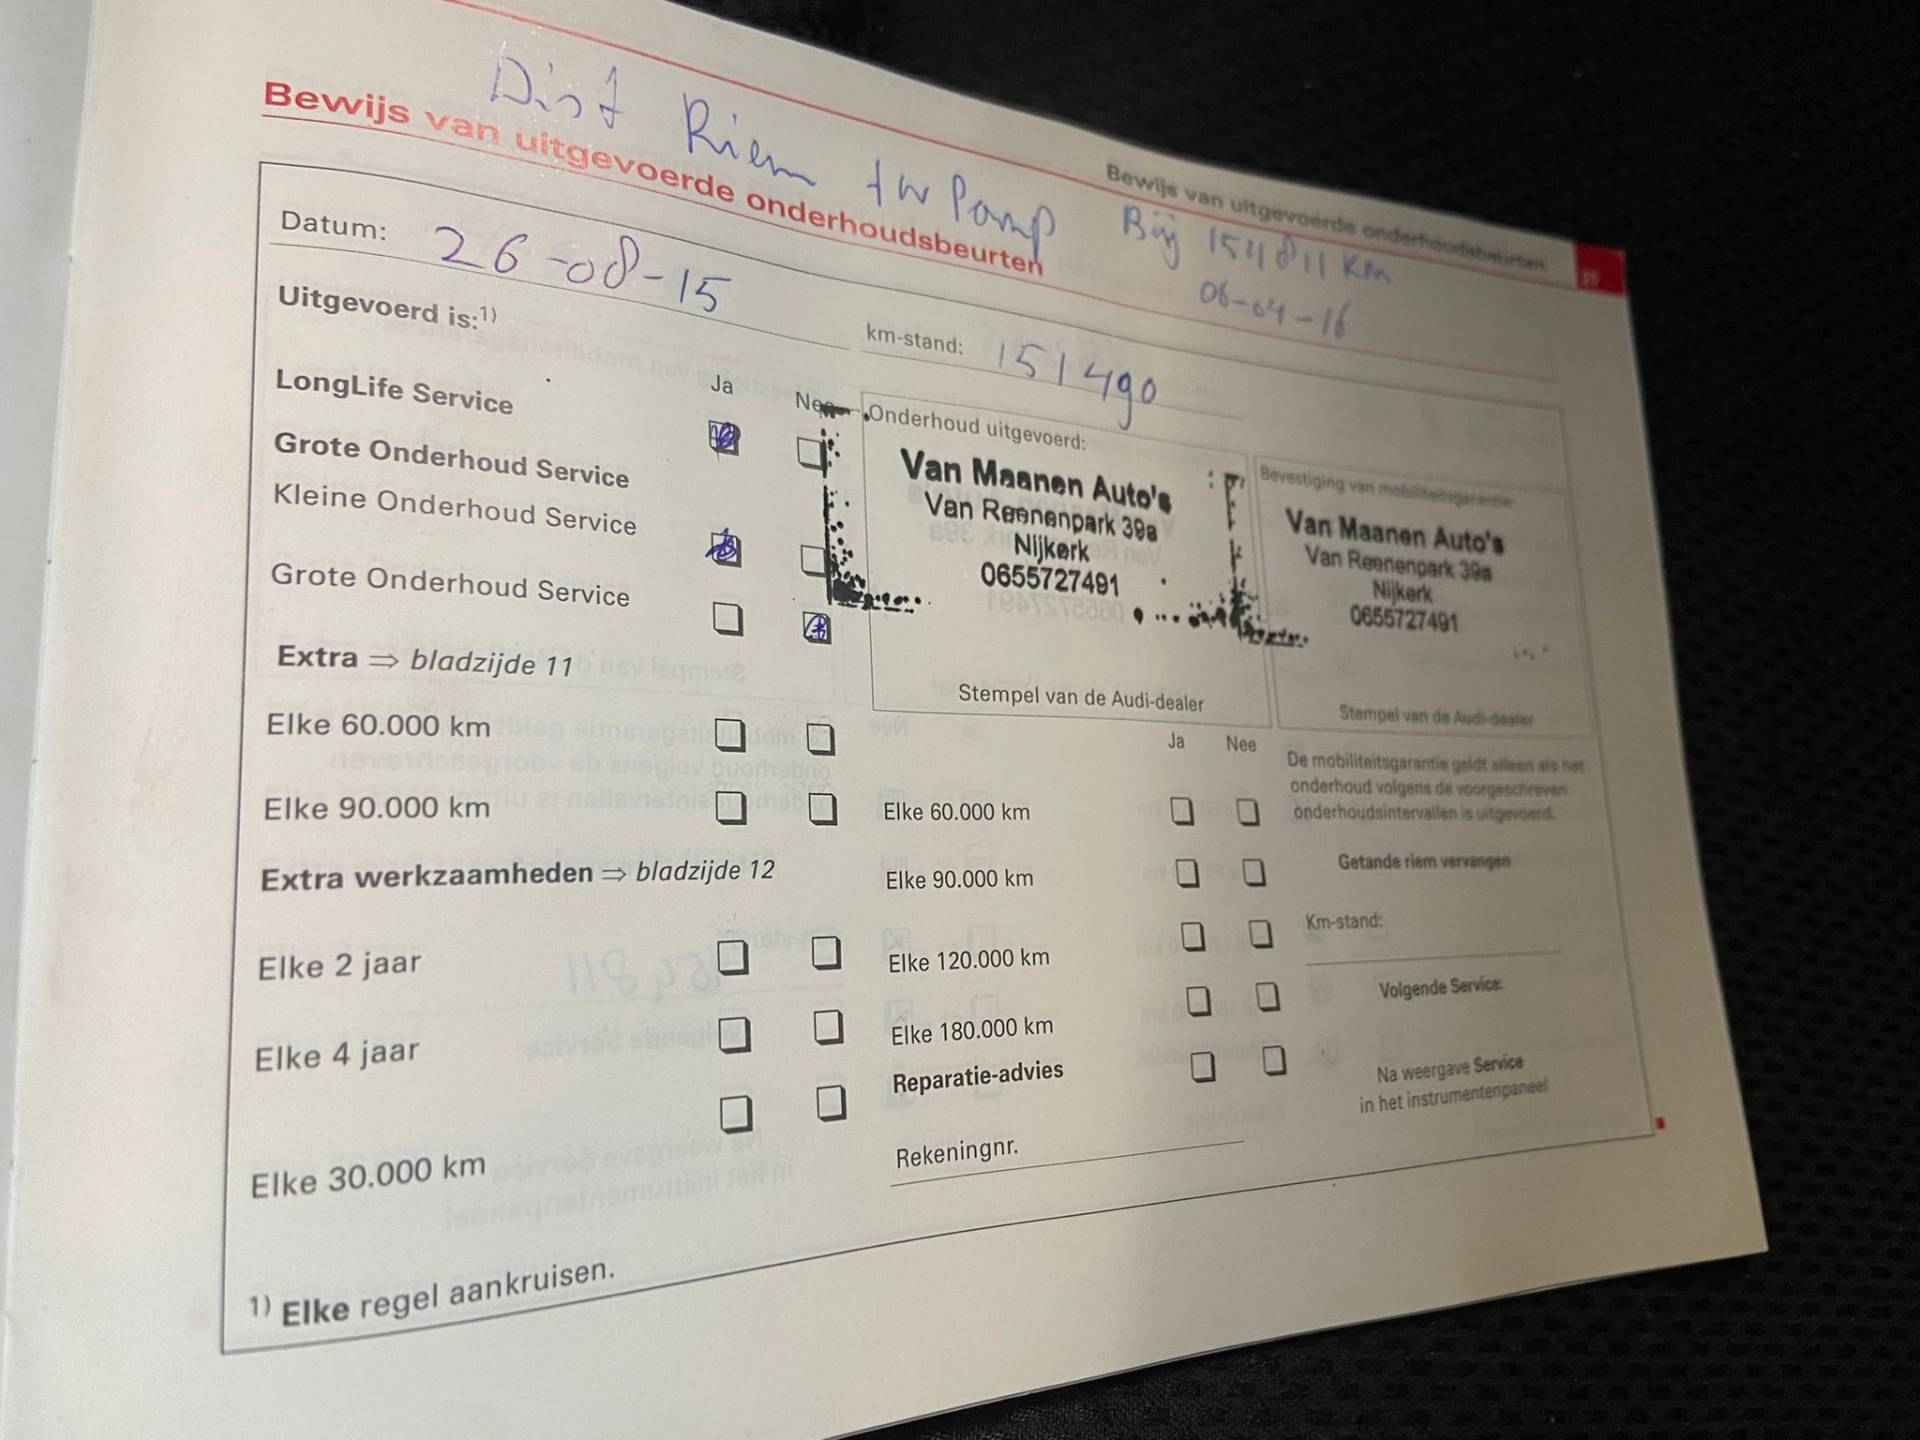 Dist Riem + w Pomp Bij 154811 km
06-04-16
Bewijs van uitgevoerde onderhoudsbeurten
Bewijs van uitgevoerde onderhoudsbeurten
Datum: 26-08-15
km-stand: 151490
Uitgevoerd is:1)
Ja Nee
LongLife Service
Grote Onderhoud Service
Kleine Onderhoud Service
Grote Onderhoud Service
Extra ⇒ bladzijde 11
Elke 60.000 km
Elke 90.000 km
Extra werkzaamheden ⇒ bladzijde 12
Elke 2 jaar
Elke 4 jaar
Elke 30.000 km
1) Elke regel aankruisen.
Onderhoud uitgevoerd:
Van Maanen Auto's
Van Reenenpark 39a
Nijkerk
0655727491
Stempel van de Audi-dealer
Ja Nee
Elke 60.000 km
Elke 90.000 km
Elke 120.000 km
Elke 180.000 km
Reparatie-advies
Rekeningnr.
Bevestiging van mobiliteitsgarantie:
Van Maanen Auto's
Van Reenenpark 39a
Nijkerk
0655727491
Stempel van de Audi-dealer
De mobiliteitsgarantie geldt alleen als het
onderhoud volgens de voorgeschreven
onderhoudsintervallen is uitgevoerd.
Getande riem vervangen
Km-stand:
Volgende Service:
Na weergave Service
in het instrumentenpaneel